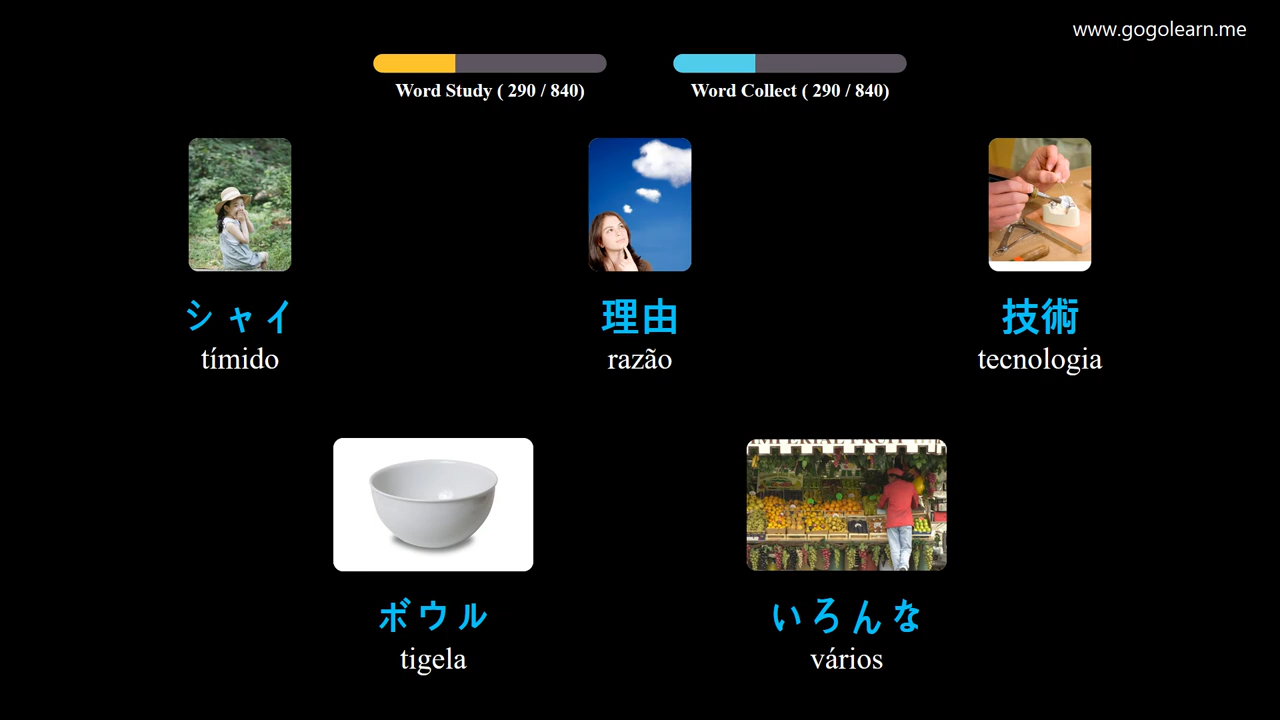 www.gogolearn.me
Word Study ( 290 / 840)
Word Collect ( 290 / 840)
シャイ
tímido
理由
razão
技術
tecnologia
ボウル
tigela
いろんな
vários